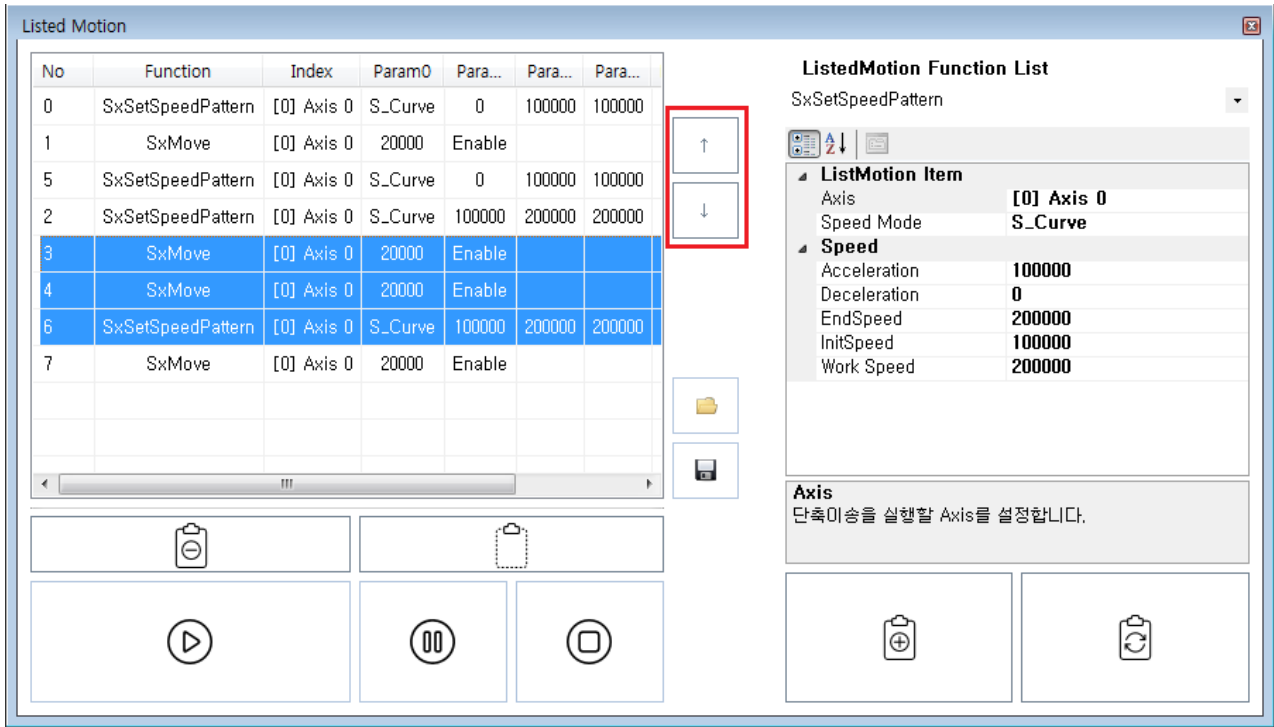 Listed Motion
No Function Index Param0 Para... Para... Para...
0 SxSetSpeedPattern [0] Axis 0 S_Curve 0 100000 100000
1 SxMove [0] Axis 0 20000 Enable
5 SxSetSpeedPattern [0] Axis 0 S_Curve 0 100000 100000
2 SxSetSpeedPattern [0] Axis 0 S_Curve 100000 200000 200000
3 SxMove [0] Axis 0 20000 Enable
4 SxMove [0] Axis 0 20000 Enable
6 SxSetSpeedPattern [0] Axis 0 S_Curve 100000 200000 200000
7 SxMove [0] Axis 0 20000 Enable
↑
↓
ListedMotion Function List
SxSetSpeedPattern
ListMotion Item
Axis [0] Axis 0
Speed Mode S_Curve
Speed
Acceleration 100000
Deceleration 0
EndSpeed 200000
InitSpeed 100000
Work Speed 200000
Axis
단축이송을 실행할 Axis를 설정합니다.